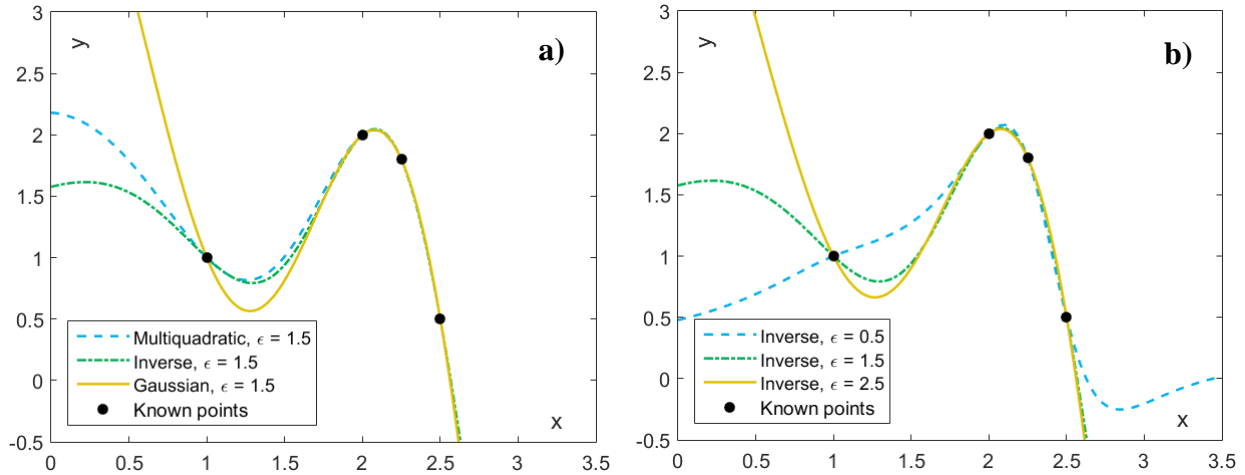 a)
y
3
2.5
2
1.5
1
0.5
0
-0.5
Multiquadratic, ϵ = 1.5
Inverse, ϵ = 1.5
Gaussian, ϵ = 1.5
Known points
x
0 0.5 1 1.5 2 2.5 3 3.5
b)
y
3
2.5
2
1.5
1
0.5
0
-0.5
Inverse, ϵ = 0.5
Inverse, ϵ = 1.5
Inverse, ϵ = 2.5
Known points
x
0 0.5 1 1.5 2 2.5 3 3.5